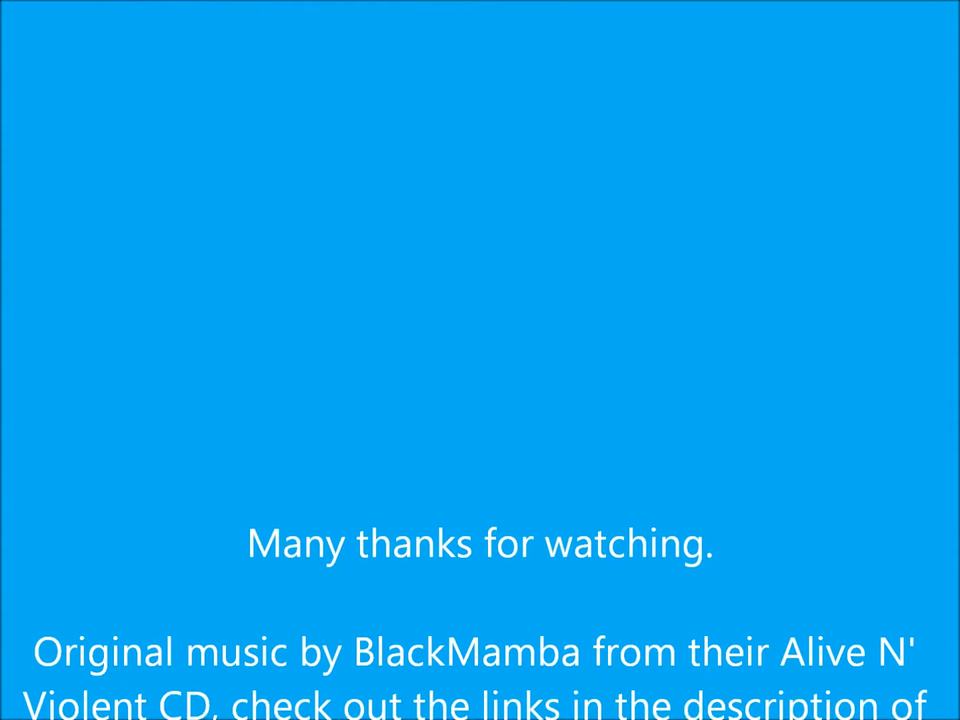 Many thanks for watching.
Original music by BlackMamba from their Alive N'
Violent CD, check out the links in the description of